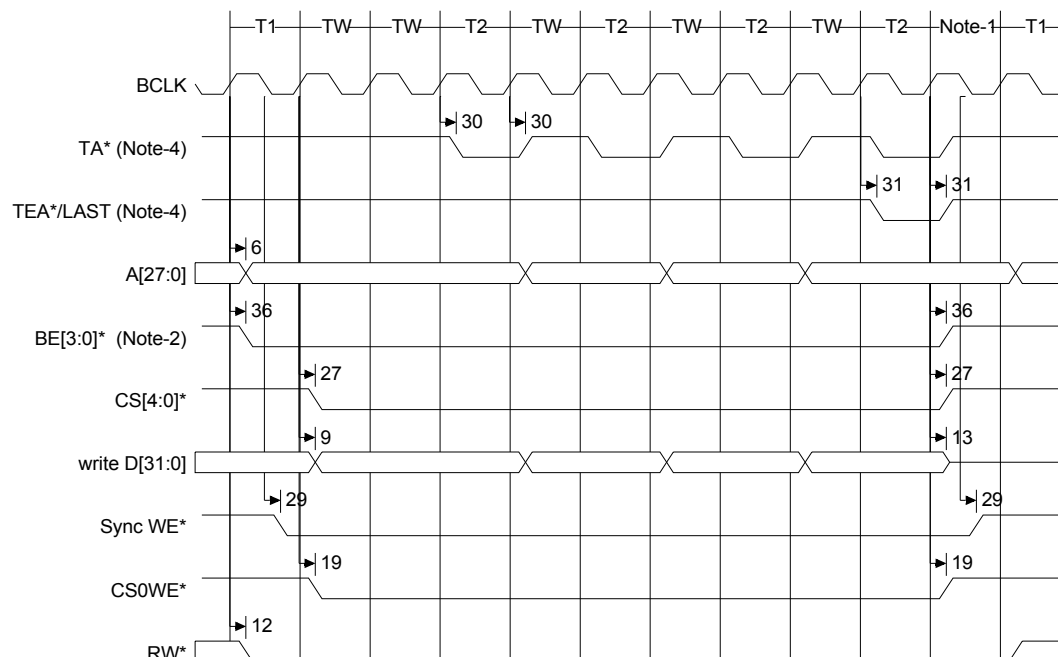 T1 TW TW T2 TW T2 TW T2 TW T2 Note-1 T1
BCLK
30 30
TA* (Note-4)
31 31
TEA*/LAST (Note-4)
6
A[27:0]
36 36
BE[3:0]* (Note-2)
27 27
CS[4:0]*
9 13
write D[31:0]
29 29
Sync WE*
19 19
CS0WE*
12
RW*